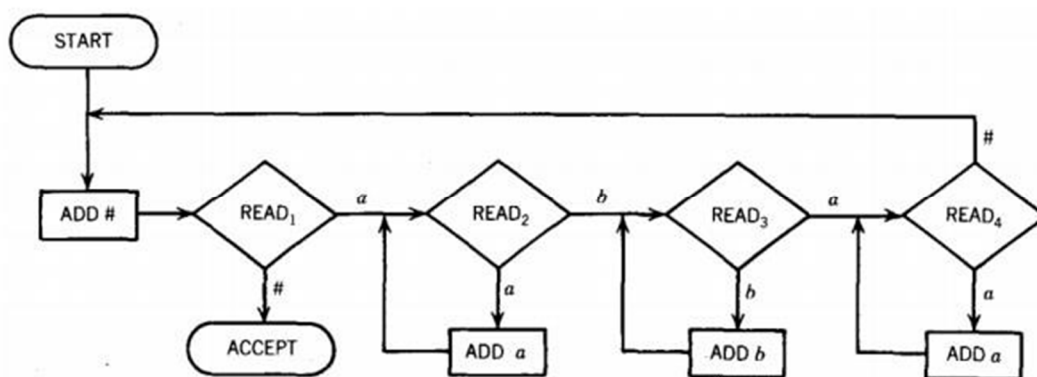 START
#
ADD #
READ1
a
READ2
b
READ3
a
READ4
#
a
b
a
ACCEPT
ADD a
ADD b
ADD a